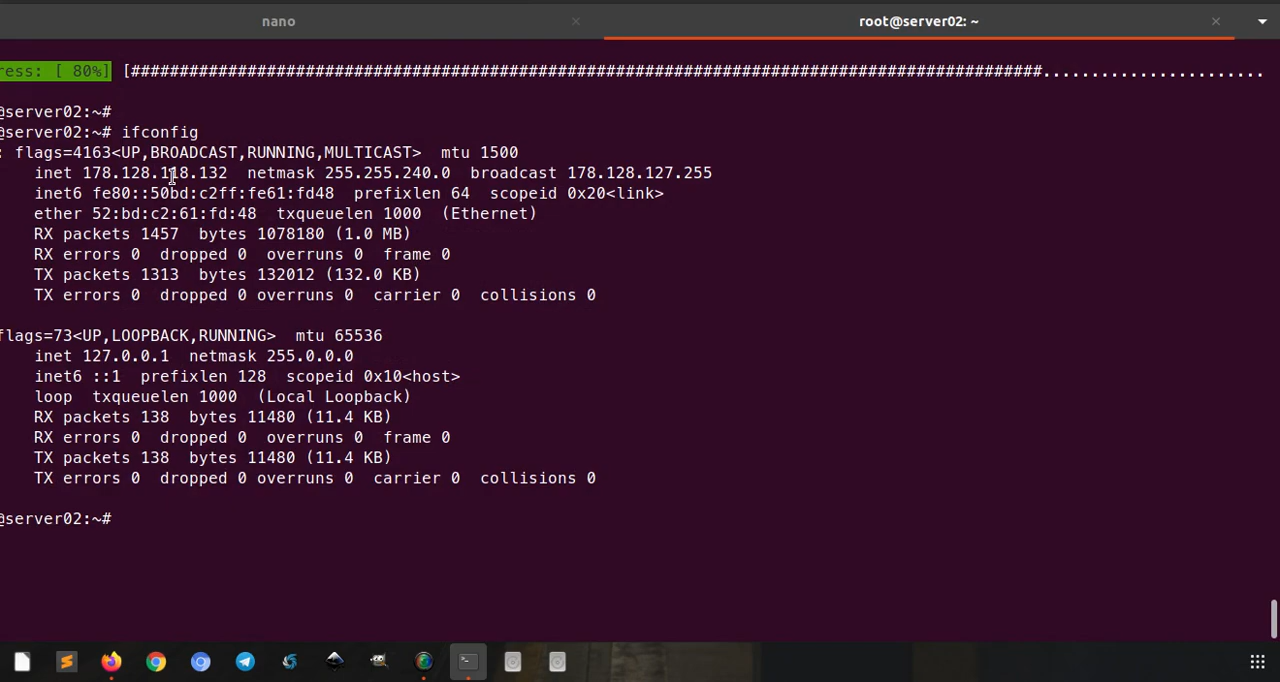 nano × root@server02: ~ ×
ress: [ 80%] [##############################################################################################........................
@server02:~#
@server02:~# ifconfig
: flags=4163<UP,BROADCAST,RUNNING,MULTICAST> mtu 1500
inet 178.128.118.132 netmask 255.255.240.0 broadcast 178.128.127.255
inet6 fe80::50bd:c2ff:fe61:fd48 prefixlen 64 scopeid 0x20<link>
ether 52:bd:c2:61:fd:48 txqueuelen 1000 (Ethernet)
RX packets 1457 bytes 1078180 (1.0 MB)
RX errors 0 dropped 0 overruns 0 frame 0
TX packets 1313 bytes 132012 (132.0 KB)
TX errors 0 dropped 0 overruns 0 carrier 0 collisions 0
flags=73<UP,LOOPBACK,RUNNING> mtu 65536
inet 127.0.0.1 netmask 255.0.0.0
inet6 ::1 prefixlen 128 scopeid 0x10<host>
loop txqueuelen 1000 (Local Loopback)
RX packets 138 bytes 11480 (11.4 KB)
RX errors 0 dropped 0 overruns 0 frame 0
TX packets 138 bytes 11480 (11.4 KB)
TX errors 0 dropped 0 overruns 0 carrier 0 collisions 0
@server02:~#